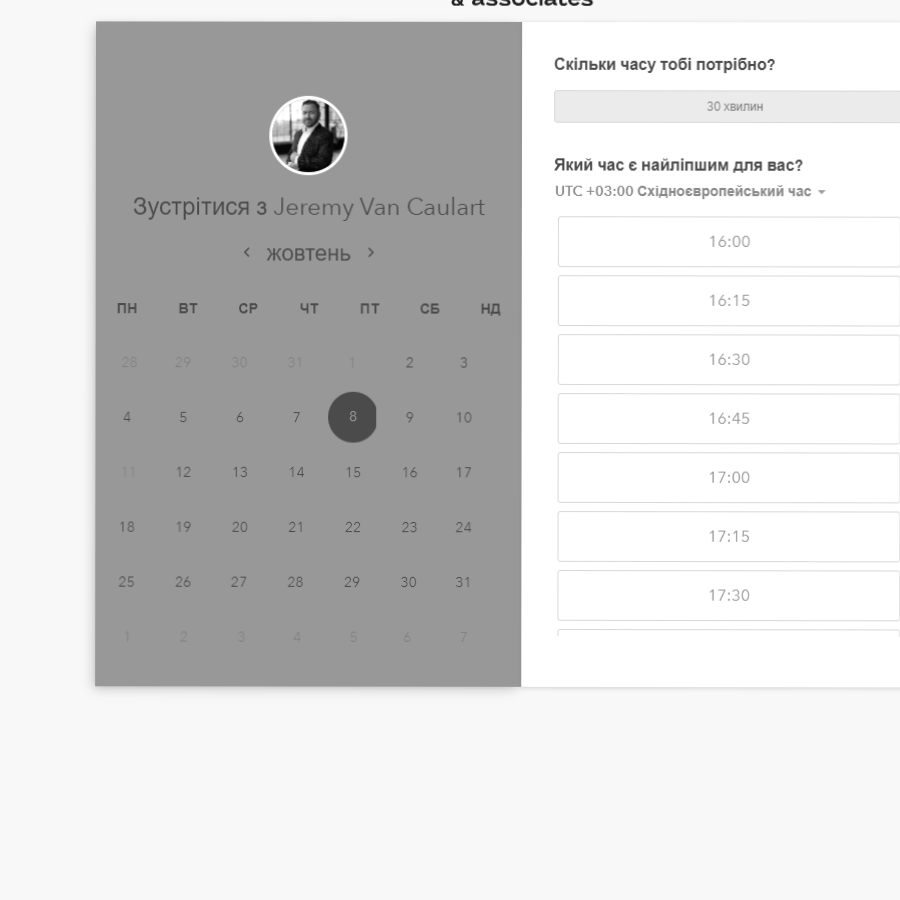 & associates
Зустрітися з Jeremy Van Caulart
‹ жовтень ›
ПН ВТ СР ЧТ ПТ СБ НД
28 29 30 31 1 2 3
4 5 6 7 8 9 10
11 12 13 14 15 16 17
18 19 20 21 22 23 24
25 26 27 28 29 30 31
1 2 3 4 5 6 7
Скільки часу тобі потрібно?
30 хвилин
Який час є найліпшим для вас?
UTC +03:00 Східноєвропейський час
16:00
16:15
16:30
16:45
17:00
17:15
17:30